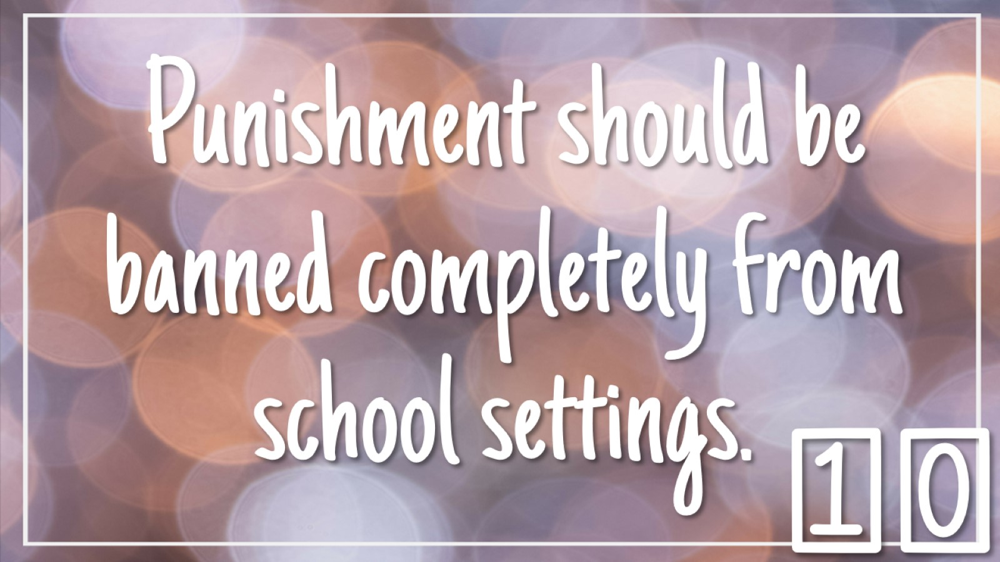 Punishment should be
banned completely from
school settings.
10